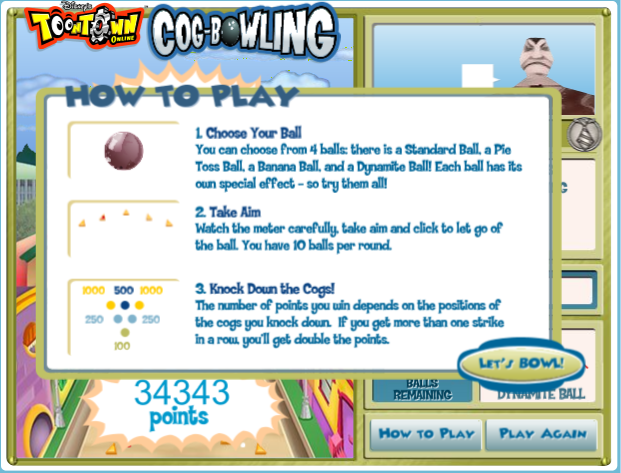 Disney's
TOONTOWN
ONLINE
COG-BOWLING
HOW TO PLAY
1. Choose Your Ball
You can choose from 4 balls: there is a Standard Ball, a Pie
Toss Ball, a Banana Ball, and a Dynamite Ball! Each ball has its
own special effect - so try them all!
2. Take Aim
Watch the meter carefully, take aim and click to let go of
the ball. You have 10 balls per round.
3. Knock Down the Cogs!
1000 500 1000
250 250
100
The number of points you win depends on the positions of
the cogs you knock down. If you get more than one strike
in a row, you'll get double the points.
LET'S BOWL!
34343
points
BALLS
REMAINING
DYNAMITE BALL
HOW TO PLAY
PLAY AGAIN